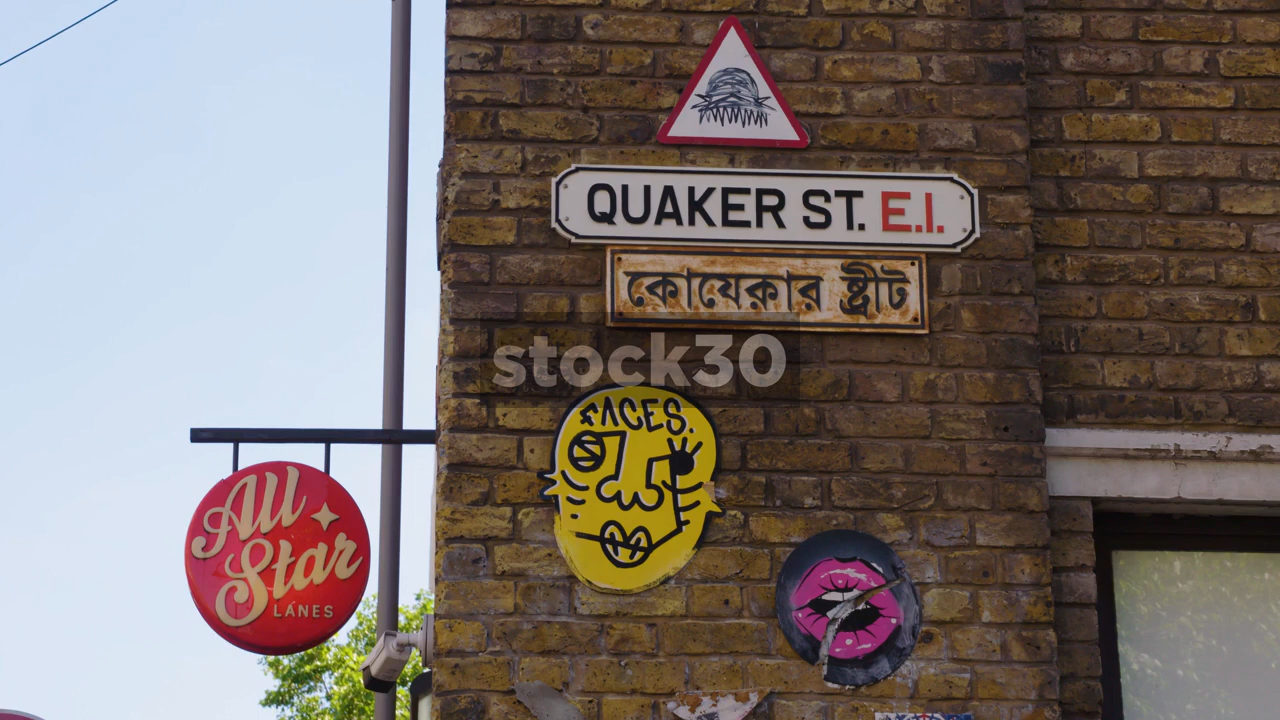 QUAKER ST. E.I.
কোযেকার ষ্ট্রীট
stock30
FACES.
All
Star
LANES